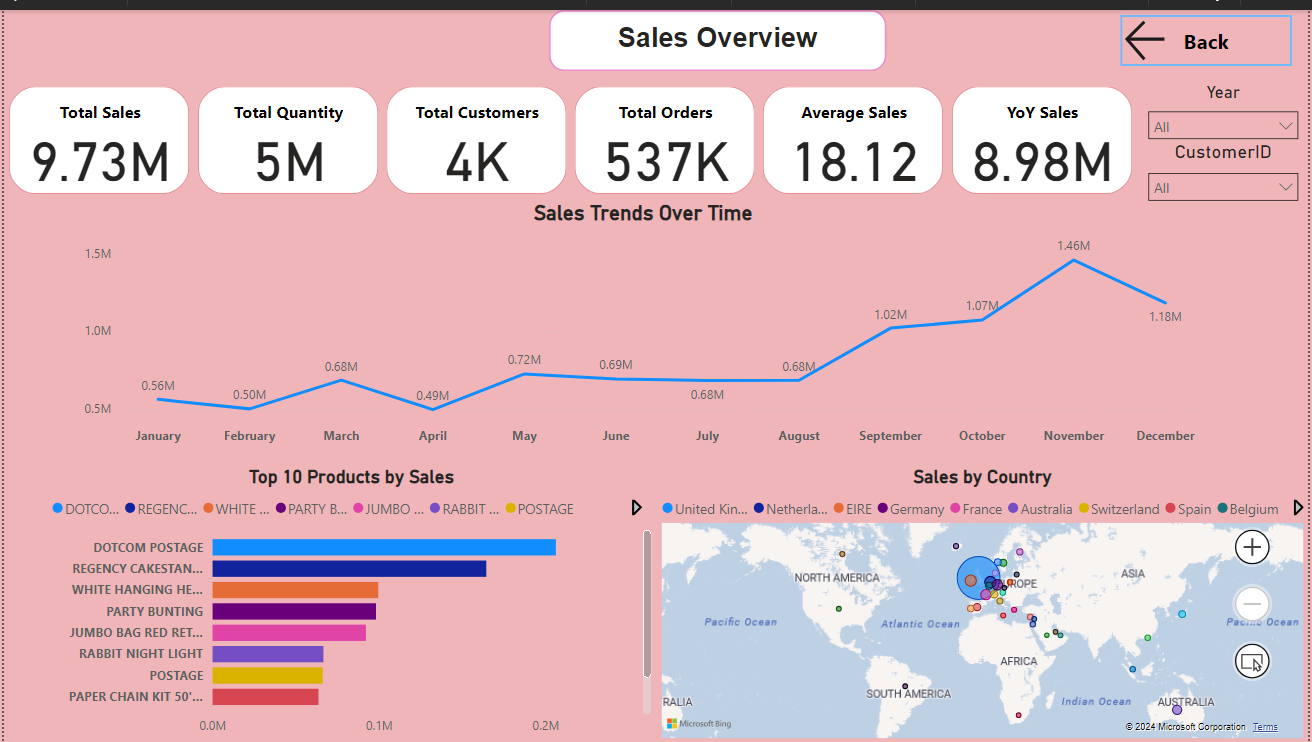 Sales Overview
Back
Total Sales
9.73M
Total Quantity
5M
Total Customers
4K
Total Orders
537K
Average Sales
18.12
YoY Sales
8.98M
Year
All
CustomerID
All
Sales Trends Over Time
1.5M
1.0M
0.5M
0.56M
0.50M
0.68M
0.49M
0.72M
0.69M
0.68M
0.68M
1.02M
1.07M
1.46M
1.18M
January February March April May June July August September October November December
Top 10 Products by Sales
DOTCO... REGENC... WHITE ... PARTY B... JUMBO ... RABBIT ... POSTAGE
DOTCOM POSTAGE
REGENCY CAKESTAN...
WHITE HANGING HE...
PARTY BUNTING
JUMBO BAG RED RET...
RABBIT NIGHT LIGHT
POSTAGE
PAPER CHAIN KIT 50'...
0.0M 0.1M 0.2M
Sales by Country
United Kin... Netherla... EIRE Germany France Australia Switzerland Spain Belgium
NORTH AMERICA
ROPE
ASIA
Pacific Ocean
Atlantic Ocean
AFRICA
SOUTH AMERICA
Indian Ocean
RALIA
AUSTRALIA
Microsoft Bing
© 2024 Microsoft Corporation Terms